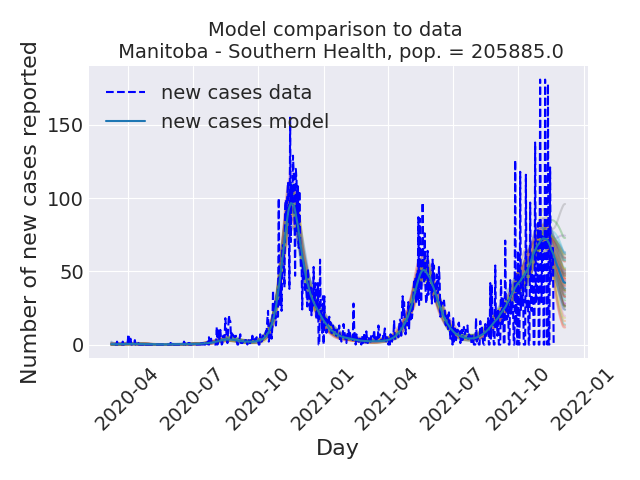 Model comparison to data
Manitoba - Southern Health, pop. = 205885.0
Number of new cases reported
150
100
50
0
new cases data
new cases model
2020-04
2020-07
2020-10
2021-01
2021-04
2021-07
2021-10
2022-01
Day